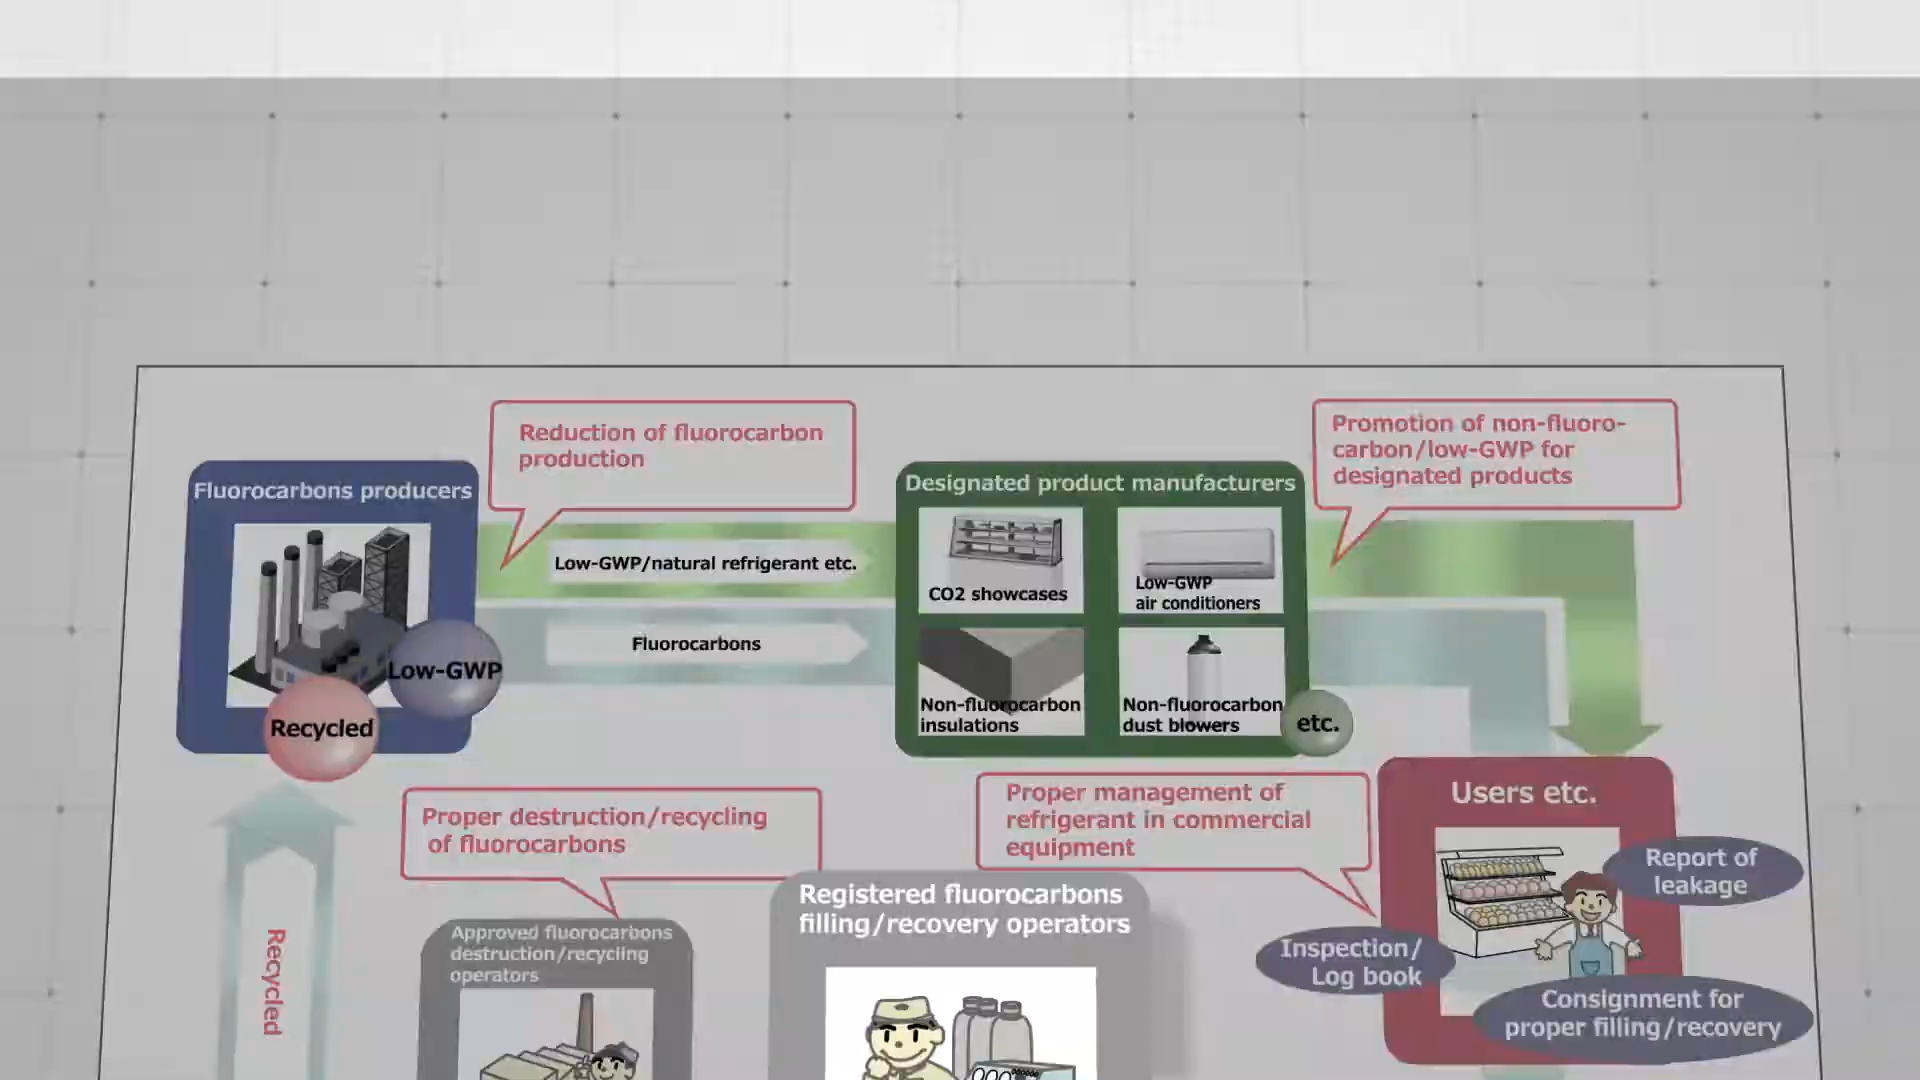 Reduction of fluorocarbon
production
Promotion of non-fluoro-
carbon/low-GWP for
designated products
Fluorocarbons producers
Designated product manufacturers
Low-GWP/natural refrigerant etc.
Fluorocarbons
CO2 showcases
Low-GWP
air conditioners
Non-fluorocarbon
insulations
Non-fluorocarbon
dust blowers
etc.
Low-GWP
Recycled
Proper destruction/recycling
of fluorocarbons
Proper management of
refrigerant in commercial
equipment
Users etc.
Report of
leakage
Inspection/
Log book
Consignment for
proper filling/recovery
Registered fluorocarbons
filling/recovery operators
Approved fluorocarbons
destruction/recycling
operators
Recycled